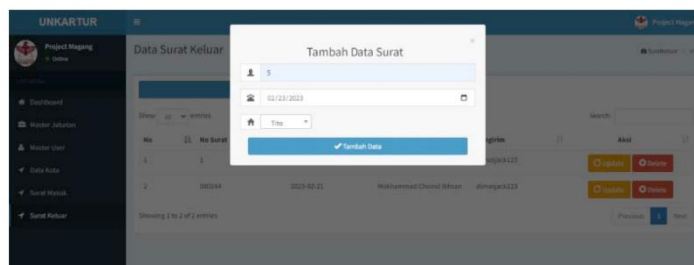 UNKARTUR
Project Magang
Project Magang
Online
Data Surat Keluar
Tambah Data Surat
×
5
02/23/2023
Tito
Tambah Data
Dashboard
Master Jabatan
Master User
Data Nota
Surat Masuk
Surat Keluar
Show 10 entries
Search:
No
No Surat
ngirim
Aksi
1
1
Update
Delete
2
2023-02-21
Mokhammad Choirul Ikhsan
Update
Delete
Showing 1 to 2 of 2 entries
Previous
1
Next